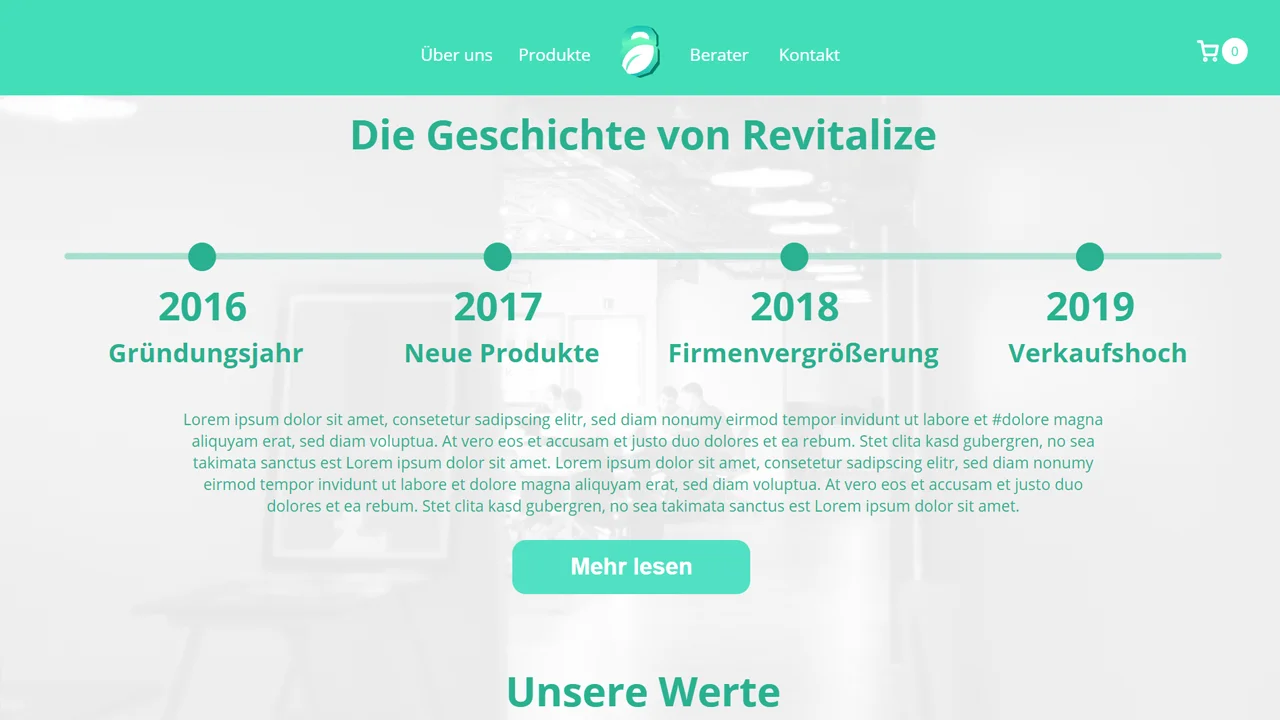 Über uns Produkte Berater Kontakt 0
Die Geschichte von Revitalize
2016 2017 2018 2019
Gründungsjahr Neue Produkte Firmenvergrößerung Verkaufshoch
Lorem ipsum dolor sit amet, consetetur sadipscing elitr, sed diam nonumy eirmod tempor invidunt ut labore et #dolore magna
aliquyam erat, sed diam voluptua. At vero eos et accusam et justo duo dolores et ea rebum. Stet clita kasd gubergren, no sea
takimata sanctus est Lorem ipsum dolor sit amet. Lorem ipsum dolor sit amet, consetetur sadipscing elitr, sed diam nonumy
eirmod tempor invidunt ut labore et dolore magna aliquyam erat, sed diam voluptua. At vero eos et accusam et justo duo
dolores et ea rebum. Stet clita kasd gubergren, no sea takimata sanctus est Lorem ipsum dolor sit amet.
Mehr lesen
Unsere Werte